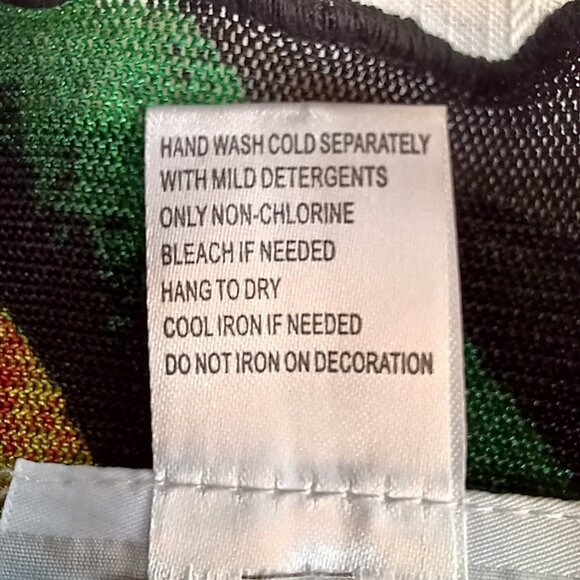 HAND WASH COLD SEPARATELY
WITH MILD DETERGENTS
ONLY NON-CHLORINE
BLEACH IF NEEDED
HANG TO DRY
COOL IRON IF NEEDED
DO NOT IRON ON DECORATION